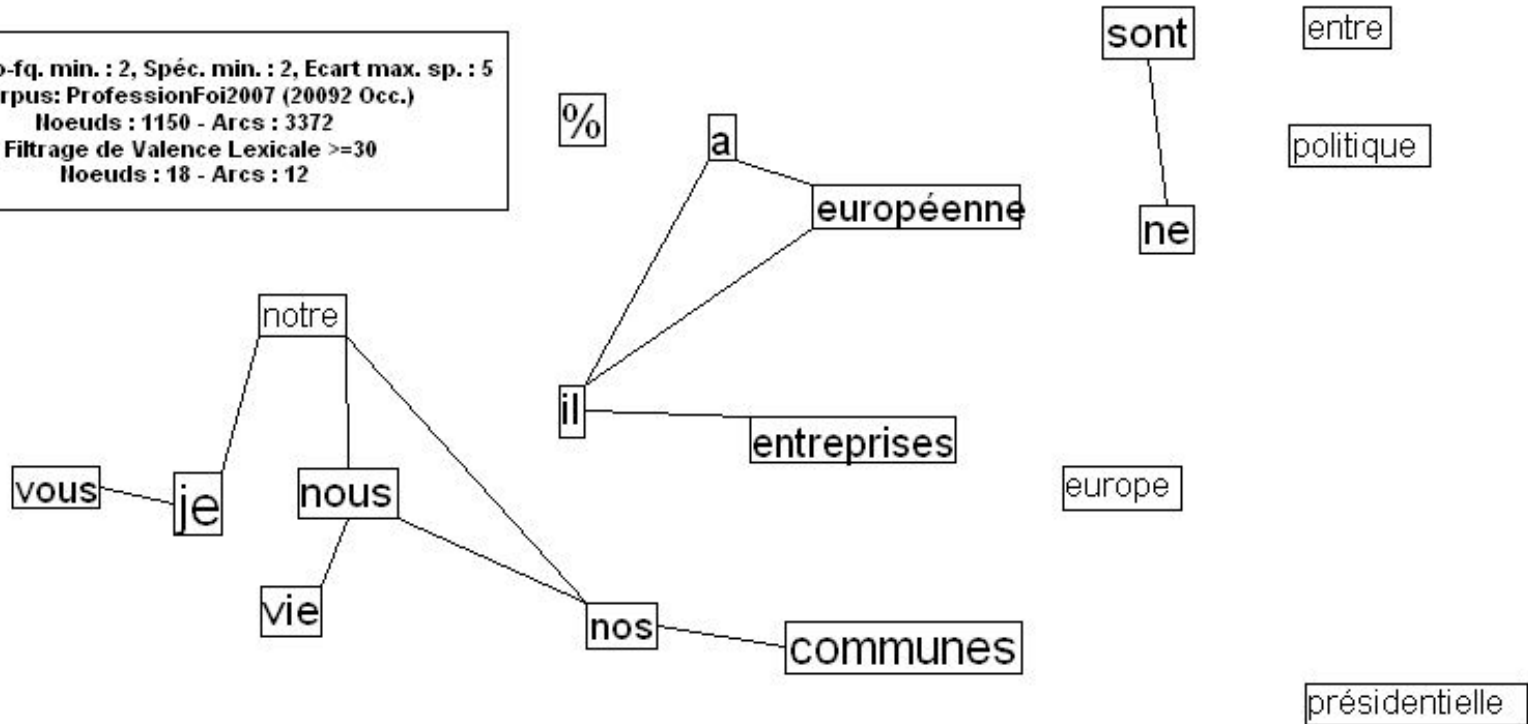 -fq. min. : 2, Spéc. min. : 2, Ecart max. sp. : 5
rpus: ProfessionFoi2007 (20092 Occ.)
Noeuds : 1150 - Arcs : 3372
Filtrage de Valence Lexicale >=30
Noeuds : 18 - Arcs : 12
sont
entre
%
a
politique
européenne
ne
notre
il
entreprises
vous
je
nous
europe
vie
nos
communes
présidentielle